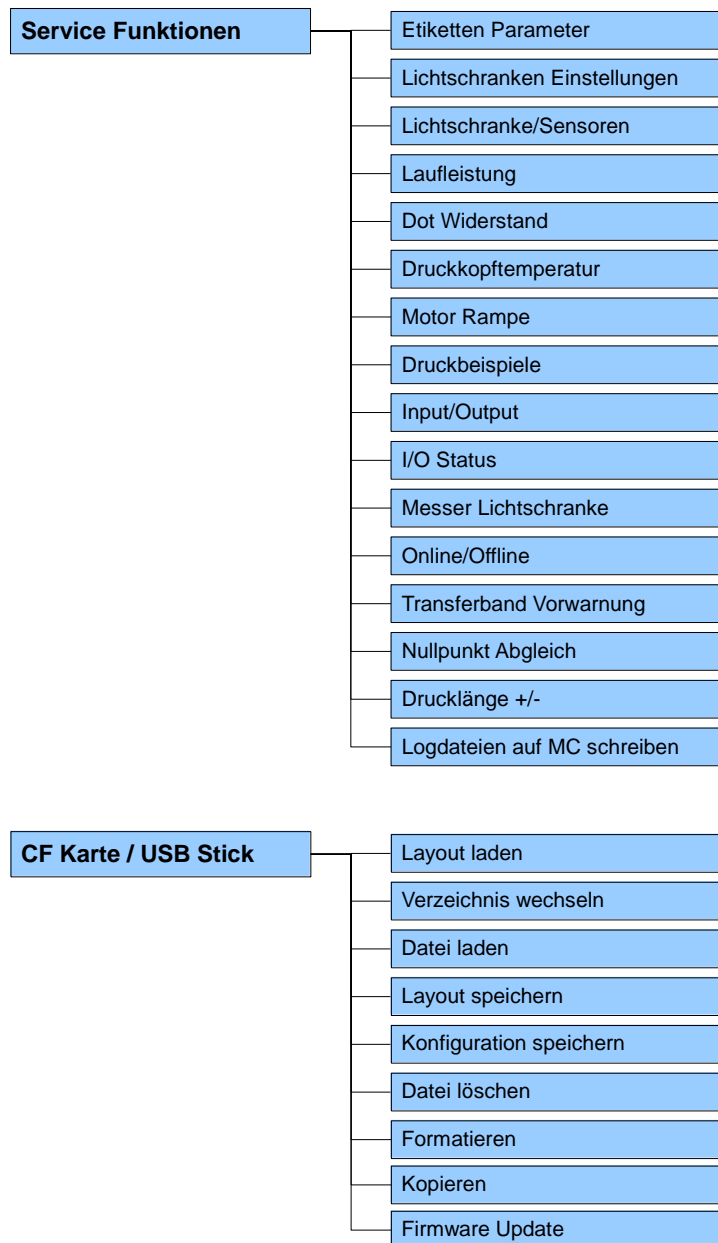 Service Funktionen
Etiketten Parameter
Lichtschranken Einstellungen
Lichtschranke/Sensoren
Laufleistung
Dot Widerstand
Druckkopftemperatur
Motor Rampe
Druckbeispiele
Input/Output
I/O Status
Messer Lichtschranke
Online/Offline
Transferband Vorwarnung
Nullpunkt Abgleich
Drucklänge +/-
Logdateien auf MC schreiben
CF Karte / USB Stick
Layout laden
Verzeichnis wechseln
Datei laden
Layout speichern
Konfiguration speichern
Datei löschen
Formatieren
Kopieren
Firmware Update